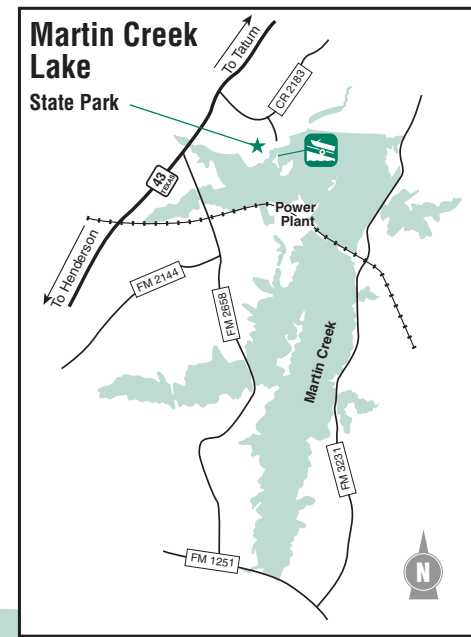 Martin Creek
Lake
State Park
To Tatum
CR 2183
43
TEXAS
Power
Plant
To Henderson
FM 2144
FM 2658
Martin Creek
FM 3231
FM 1251
N